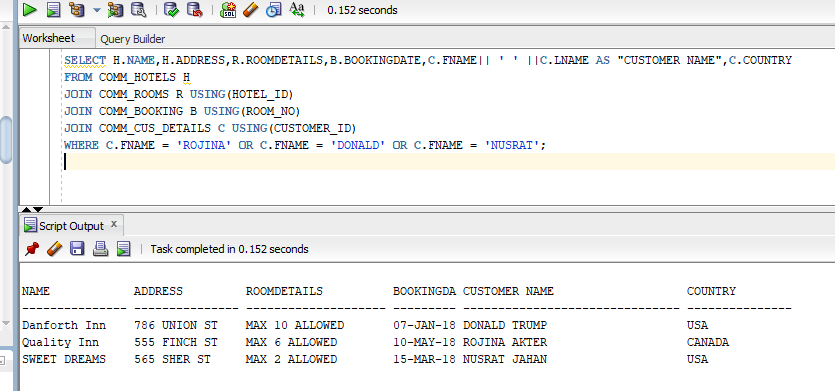 0.152 seconds
Worksheet Query Builder
SELECT H.NAME,H.ADDRESS,R.ROOMDETAILS,B.BOOKINGDATE,C.FNAME|| ' ' ||C.LNAME AS "CUSTOMER NAME",C.COUNTRY
FROM COMM_HOTELS H
JOIN COMM_ROOMS R USING(HOTEL_ID)
JOIN COMM_BOOKING B USING(ROOM_NO)
JOIN COMM_CUS_DETAILS C USING(CUSTOMER_ID)
WHERE C.FNAME = 'ROJINA' OR C.FNAME = 'DONALD' OR C.FNAME = 'NUSRAT';
Script Output x
Task completed in 0.152 seconds
NAME ADDRESS ROOMDETAILS BOOKINGDA CUSTOMER NAME COUNTRY
Danforth Inn 786 UNION ST MAX 10 ALLOWED 07-JAN-18 DONALD TRUMP USA
Quality Inn 555 FINCH ST MAX 6 ALLOWED 10-MAY-18 ROJINA AKTER CANADA
SWEET DREAMS 565 SHER ST MAX 2 ALLOWED 15-MAR-18 NUSRAT JAHAN USA